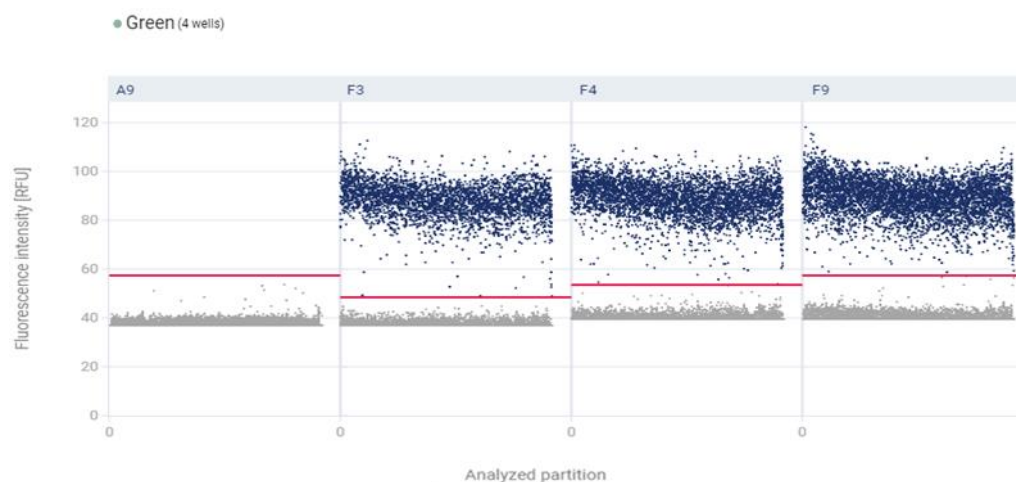 Green (4 wells)
A9 F3 F4 F9
120
100
80
60
40
20
0
0 0 0 0
Fluorescence intensity [RFU]
Analyzed partition